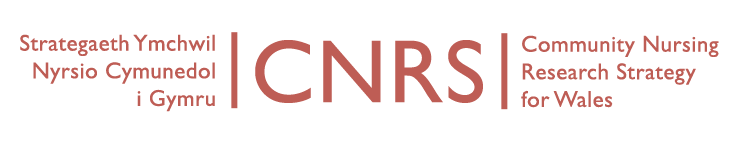 Strategaeth Ymchwil
Nyrsio Cymunedol
i Gymru
CNRS
Community Nursing
Research Strategy
for Wales